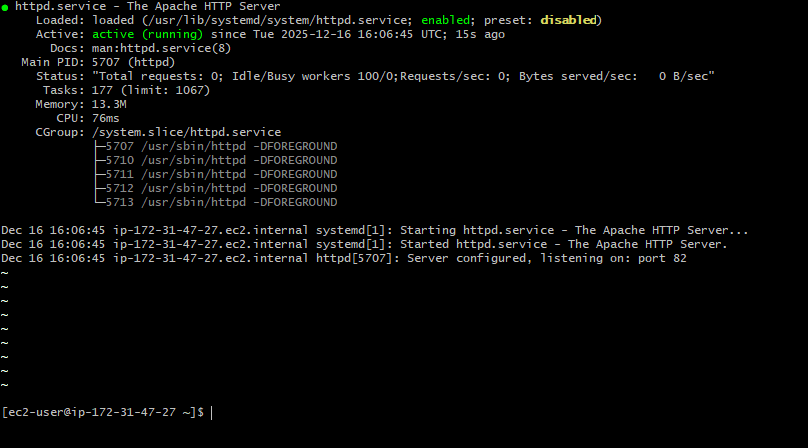 ● httpd.service - The Apache HTTP Server
     Loaded: loaded (/usr/lib/systemd/system/httpd.service; enabled; preset: disabled)
     Active: active (running) since Tue 2025-12-16 16:06:45 UTC; 15s ago
       Docs: man:httpd.service(8)
   Main PID: 5707 (httpd)
     Status: "Total requests: 0; Idle/Busy workers 100/0;Requests/sec: 0; Bytes served/sec:   0 B/sec"
      Tasks: 177 (limit: 1067)
     Memory: 13.3M
        CPU: 76ms
     CGroup: /system.slice/httpd.service
             ├─5707 /usr/sbin/httpd -DFOREGROUND
             ├─5710 /usr/sbin/httpd -DFOREGROUND
             ├─5711 /usr/sbin/httpd -DFOREGROUND
             ├─5712 /usr/sbin/httpd -DFOREGROUND
             └─5713 /usr/sbin/httpd -DFOREGROUND

Dec 16 16:06:45 ip-172-31-47-27.ec2.internal systemd[1]: Starting httpd.service - The Apache HTTP Server...
Dec 16 16:06:45 ip-172-31-47-27.ec2.internal systemd[1]: Started httpd.service - The Apache HTTP Server.
Dec 16 16:06:45 ip-172-31-47-27.ec2.internal httpd[5707]: Server configured, listening on: port 82
~
~
~
~
~
~
~
~
~

[ec2-user@ip-172-31-47-27 ~]$